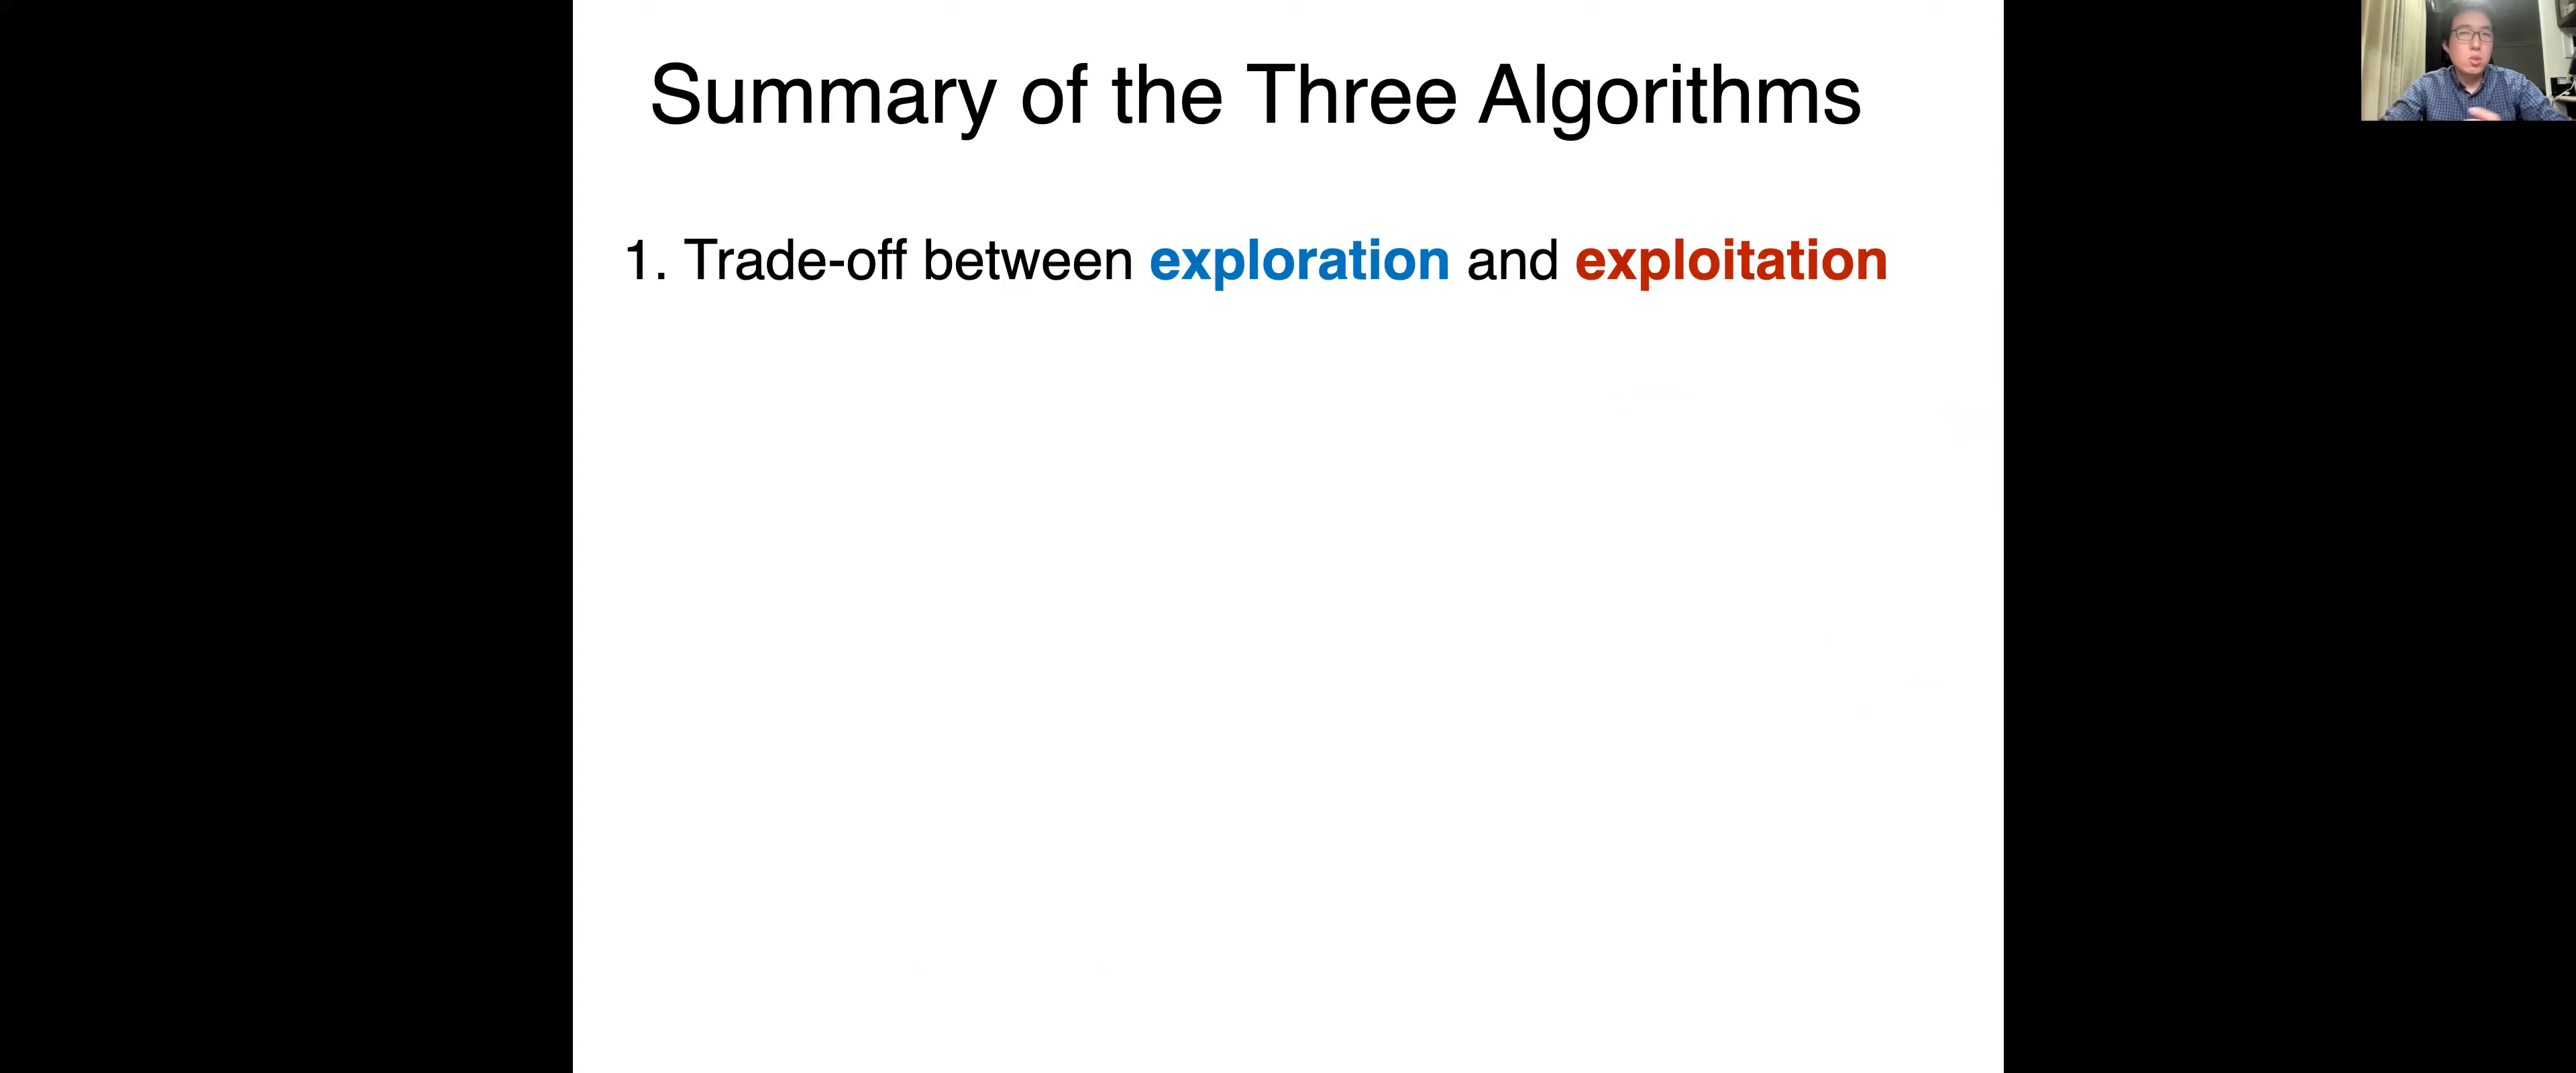 Summary of the Three Algorithms
1. Trade-off between exploration and exploitation